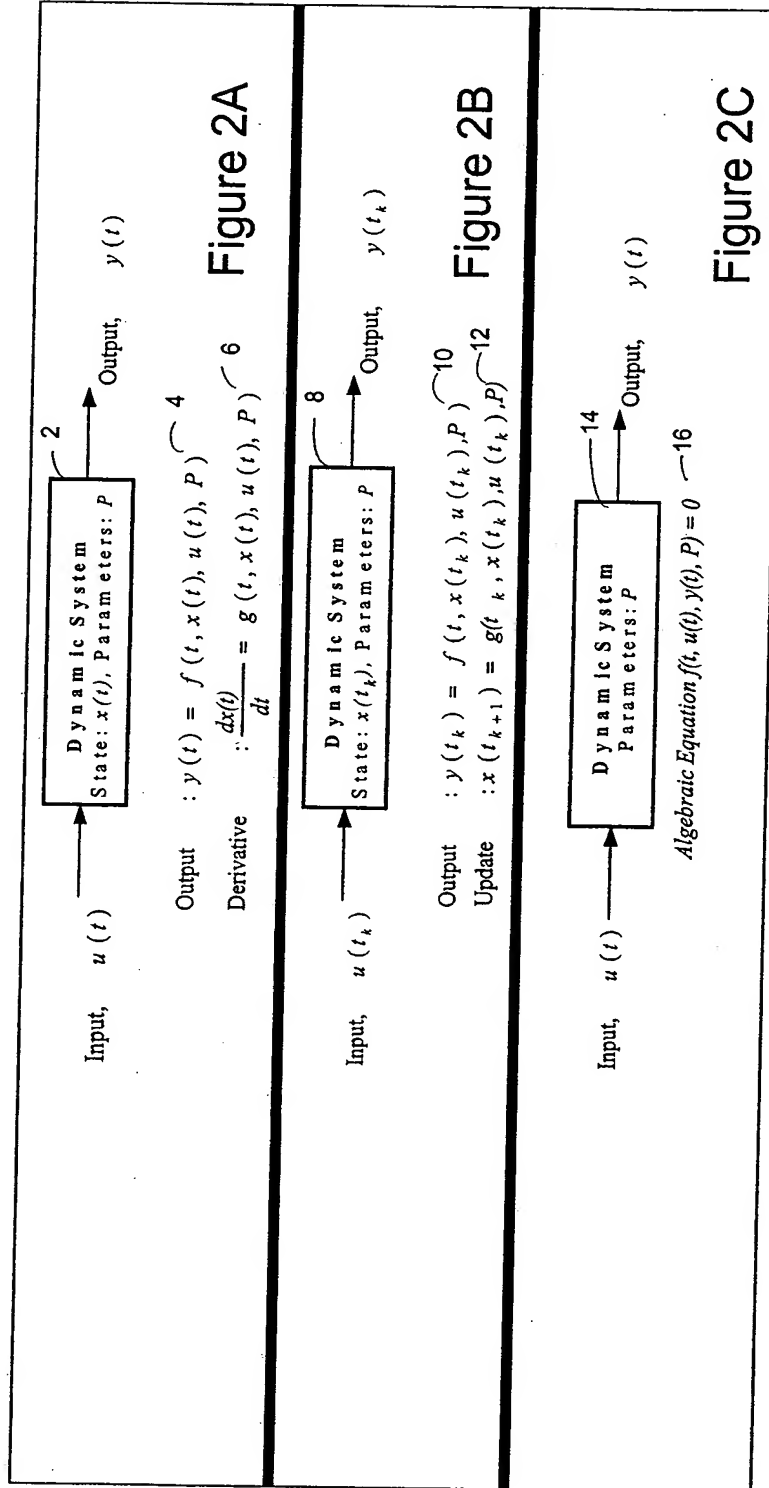 2
Dynamic System
State: x(t), Parameters: P
Input, u(t)
Output, y(t)
Output : y(t) = f(t, x(t), u(t), P) 4
Derivative : dx(t)/dt = g(t, x(t), u(t), P) 6
Figure 2A
8
Dynamic System
State: x(t_k), Parameters: P
Input, u(t_k)
Output, y(t_k)
Output : y(t_k) = f(t, x(t_k), u(t_k), P) 10
Update : x(t_{k+1}) = g(t_k, x(t_k), u(t_k), P) 12
Figure 2B
14
Dynamic System
Parameters: P
Input, u(t)
Output, y(t)
Algebraic Equation f(t, u(t), y(t), P) = 0 16
Figure 2C